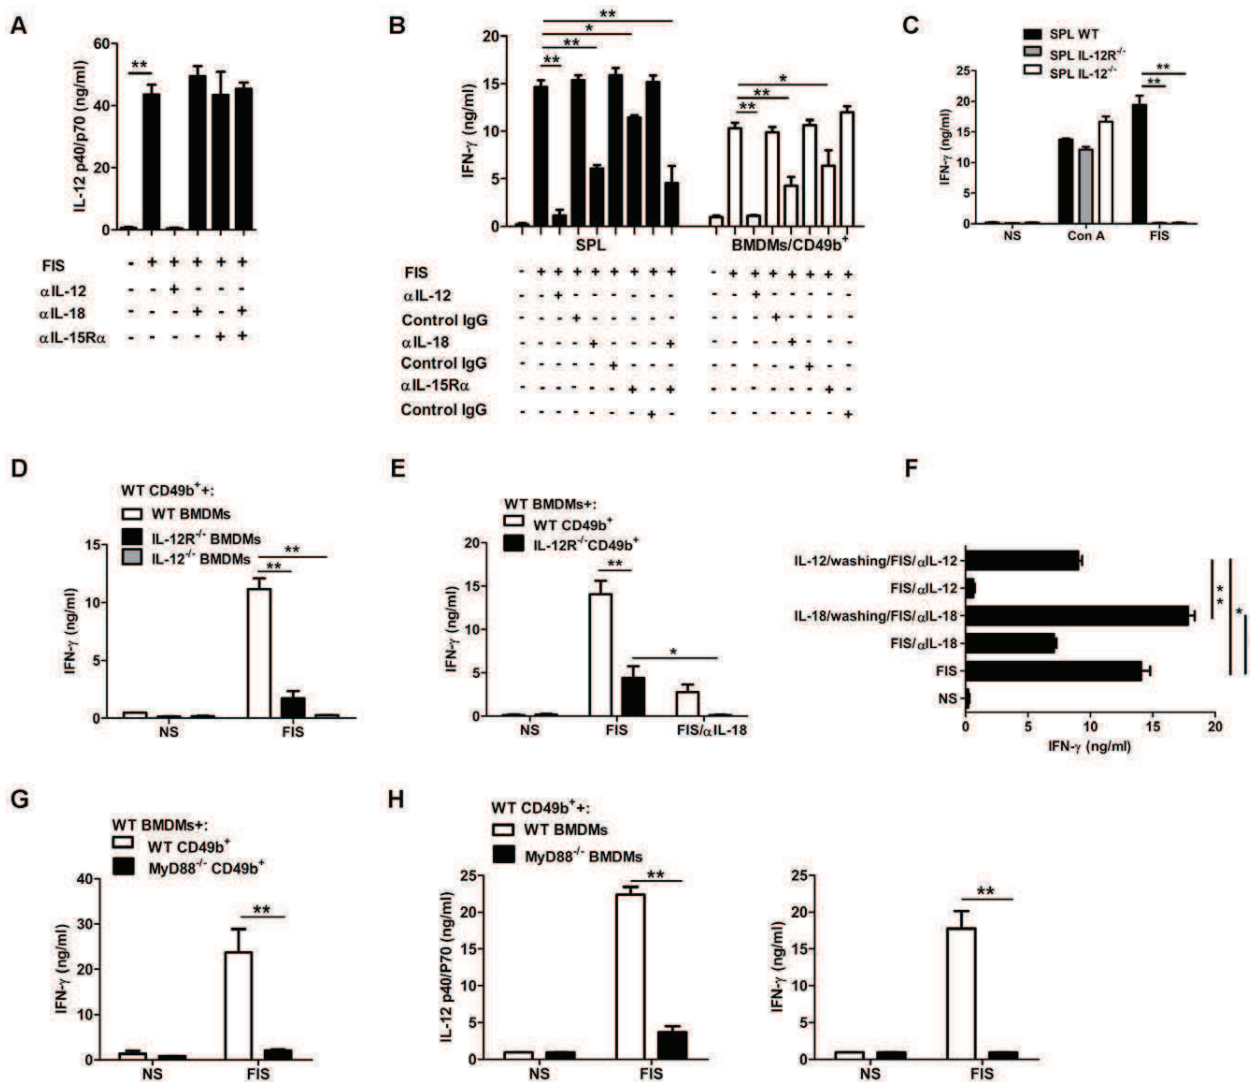 A
IL-12 p40/p70 (ng/ml)
60
40
20
0
**
FIS - + + + + +
αIL-12 - - + - - -
αIL-18 - - - + - +
αIL-15Rα - - - - + +
B
IFN-γ (ng/ml)
20
15
10
5
0
**
*
**
**
*
**
**
SPL
BMDMs/CD49b+
FIS - + + + + + + + + - + + + + + + +
αIL-12 - - + - - - - - - - - + - - - - -
Control IgG - - - + - - - - - - - - + - - - -
αIL-18 - - - - + - - - + - - - - + - - -
Control IgG - - - - - + - - - - - - - - + - -
αIL-15Rα - - - - - - + - + - - - - - - + -
Control IgG - - - - - - - + - - - - - - - - +
C
SPL WT
SPL IL-12R-/-
SPL IL-12-/-
IFN-γ (ng/ml)
25
20
15
10
5
0
**
**
NS
Con A
FIS
D
WT CD49b++:
WT BMDMs
IL-12R-/- BMDMs
IL-12-/- BMDMs
IFN-γ (ng/ml)
15
10
5
0
**
**
NS
FIS
E
WT BMDMs+:
WT CD49b+
IL-12R-/-CD49b+
IFN-γ (ng/ml)
20
15
10
5
0
**
*
NS
FIS
FIS/αIL-18
F
IL-12/washing/FIS/αIL-12
FIS/αIL-12
IL-18/washing/FIS/αIL-18
FIS/αIL-18
FIS
NS
**
*
0 5 10 15 20
IFN-γ (ng/ml)
G
WT BMDMs+:
WT CD49b+
MyD88-/- CD49b+
IFN-γ (ng/ml)
40
30
20
10
0
**
NS
FIS
H
WT CD49b++:
WT BMDMs
MyD88-/- BMDMs
IL-12 p40/P70 (ng/ml)
25
20
15
10
5
0
**
NS
FIS
IFN-γ (ng/ml)
25
20
15
10
5
0
**
NS
FIS